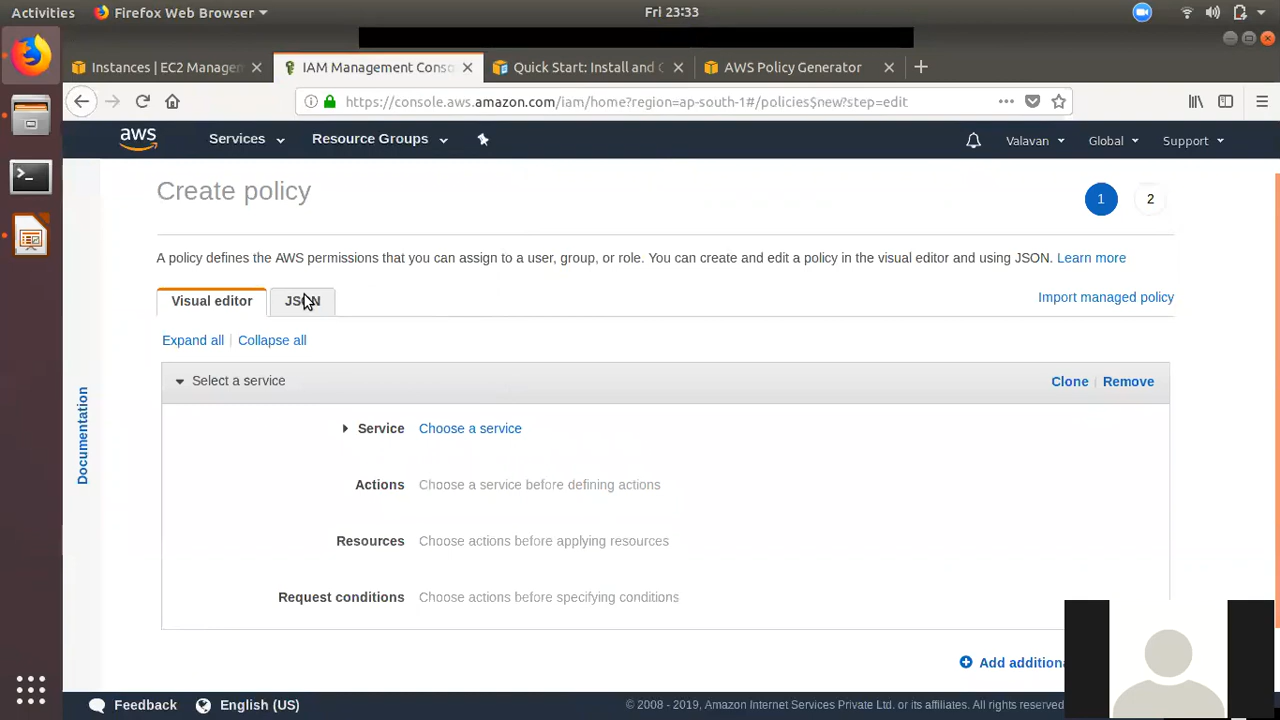 Activities Firefox Web Browser Fri 23:33
Instances | EC2 Manage IAM Management Conso Quick Start: Install and C AWS Policy Generator
https://console.aws.amazon.com/iam/home?region=ap-south-1#/policies$new?step=edit
aws Services Resource Groups Valavan Global Support
Create policy
1 2
A policy defines the AWS permissions that you can assign to a user, group, or role. You can create and edit a policy in the visual editor and using JSON. Learn more
Visual editor JSON Import managed policy
Expand all | Collapse all
Select a service Clone | Remove
Service Choose a service
Actions Choose a service before defining actions
Resources Choose actions before applying resources
Request conditions Choose actions before specifying conditions
Documentation
Add additiona
Feedback English (US) © 2008 - 2019, Amazon Internet Services Private Ltd. or its affiliates. All rights reserved